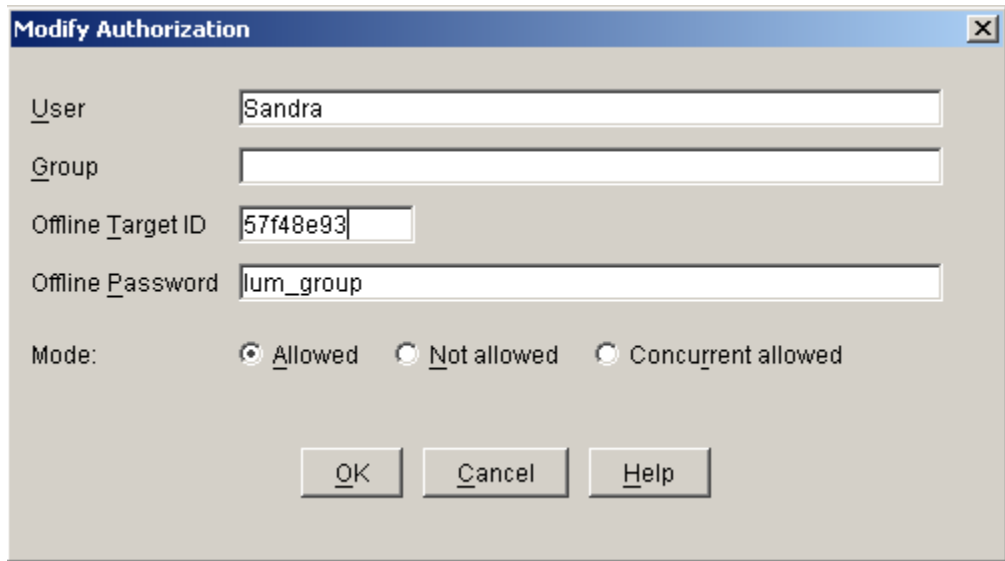 Modify Authorization
User Sandra
Group
Offline Target ID 57f48e93
Offline Password lum_group
Mode: Allowed Not allowed Concurrent allowed
OK Cancel Help